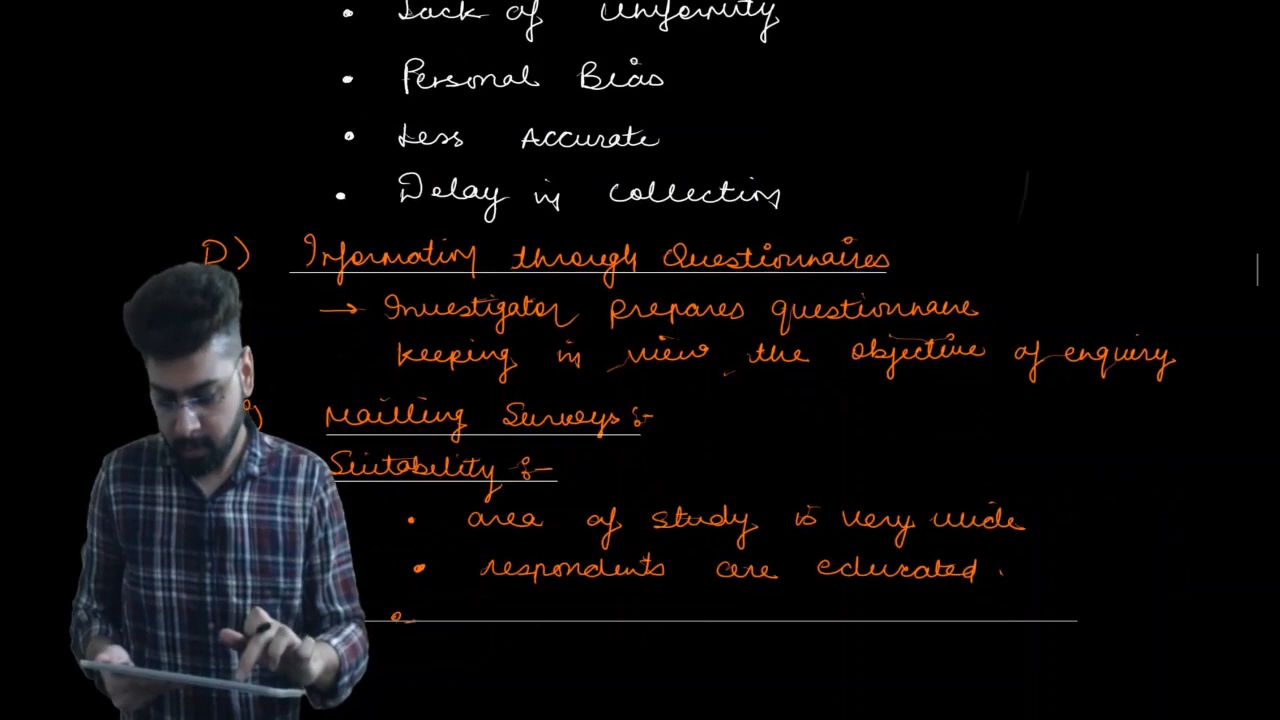 • Lack of Uniformity
• Personal Bias
• Less Accurate
• Delay in collection
D) Information through Questionnaires
→ Investigator prepares questionnaire
keeping in view the objective of enquiry
) Mailling Surveys :-
Suitability :-
• area of study is very wide
• respondents are educated.